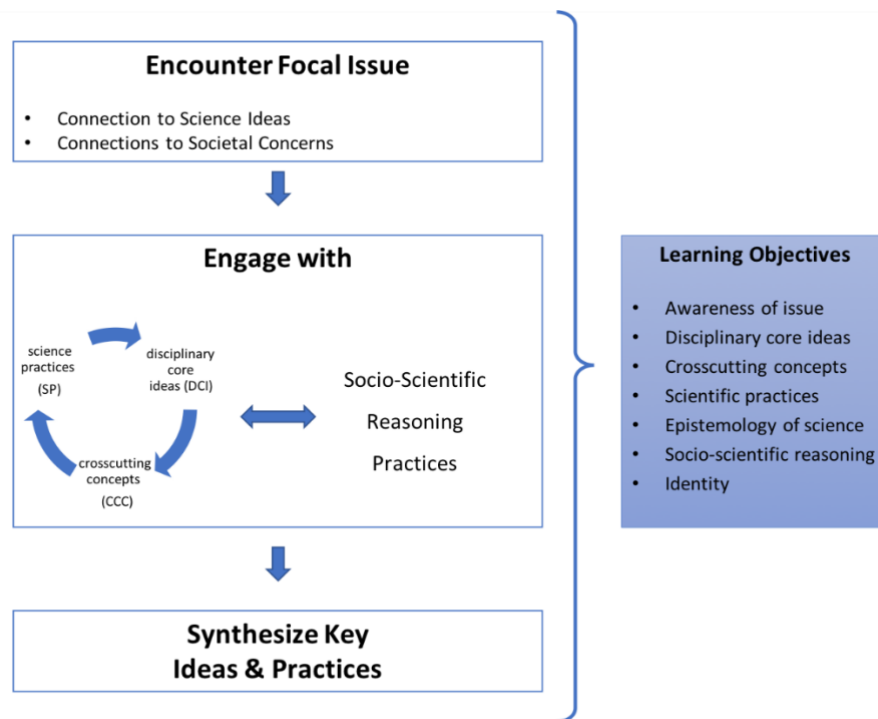 Encounter Focal Issue
• Connection to Science Ideas
• Connections to Societal Concerns
Engage with
science
practices
(SP)
disciplinary
core
ideas (DCI)
crosscutting
concepts
(CCC)
Socio-Scientific
Reasoning
Practices
Synthesize Key
Ideas & Practices
Learning Objectives
• Awareness of issue
• Disciplinary core ideas
• Crosscutting concepts
• Scientific practices
• Epistemology of science
• Socio-scientific reasoning
• Identity